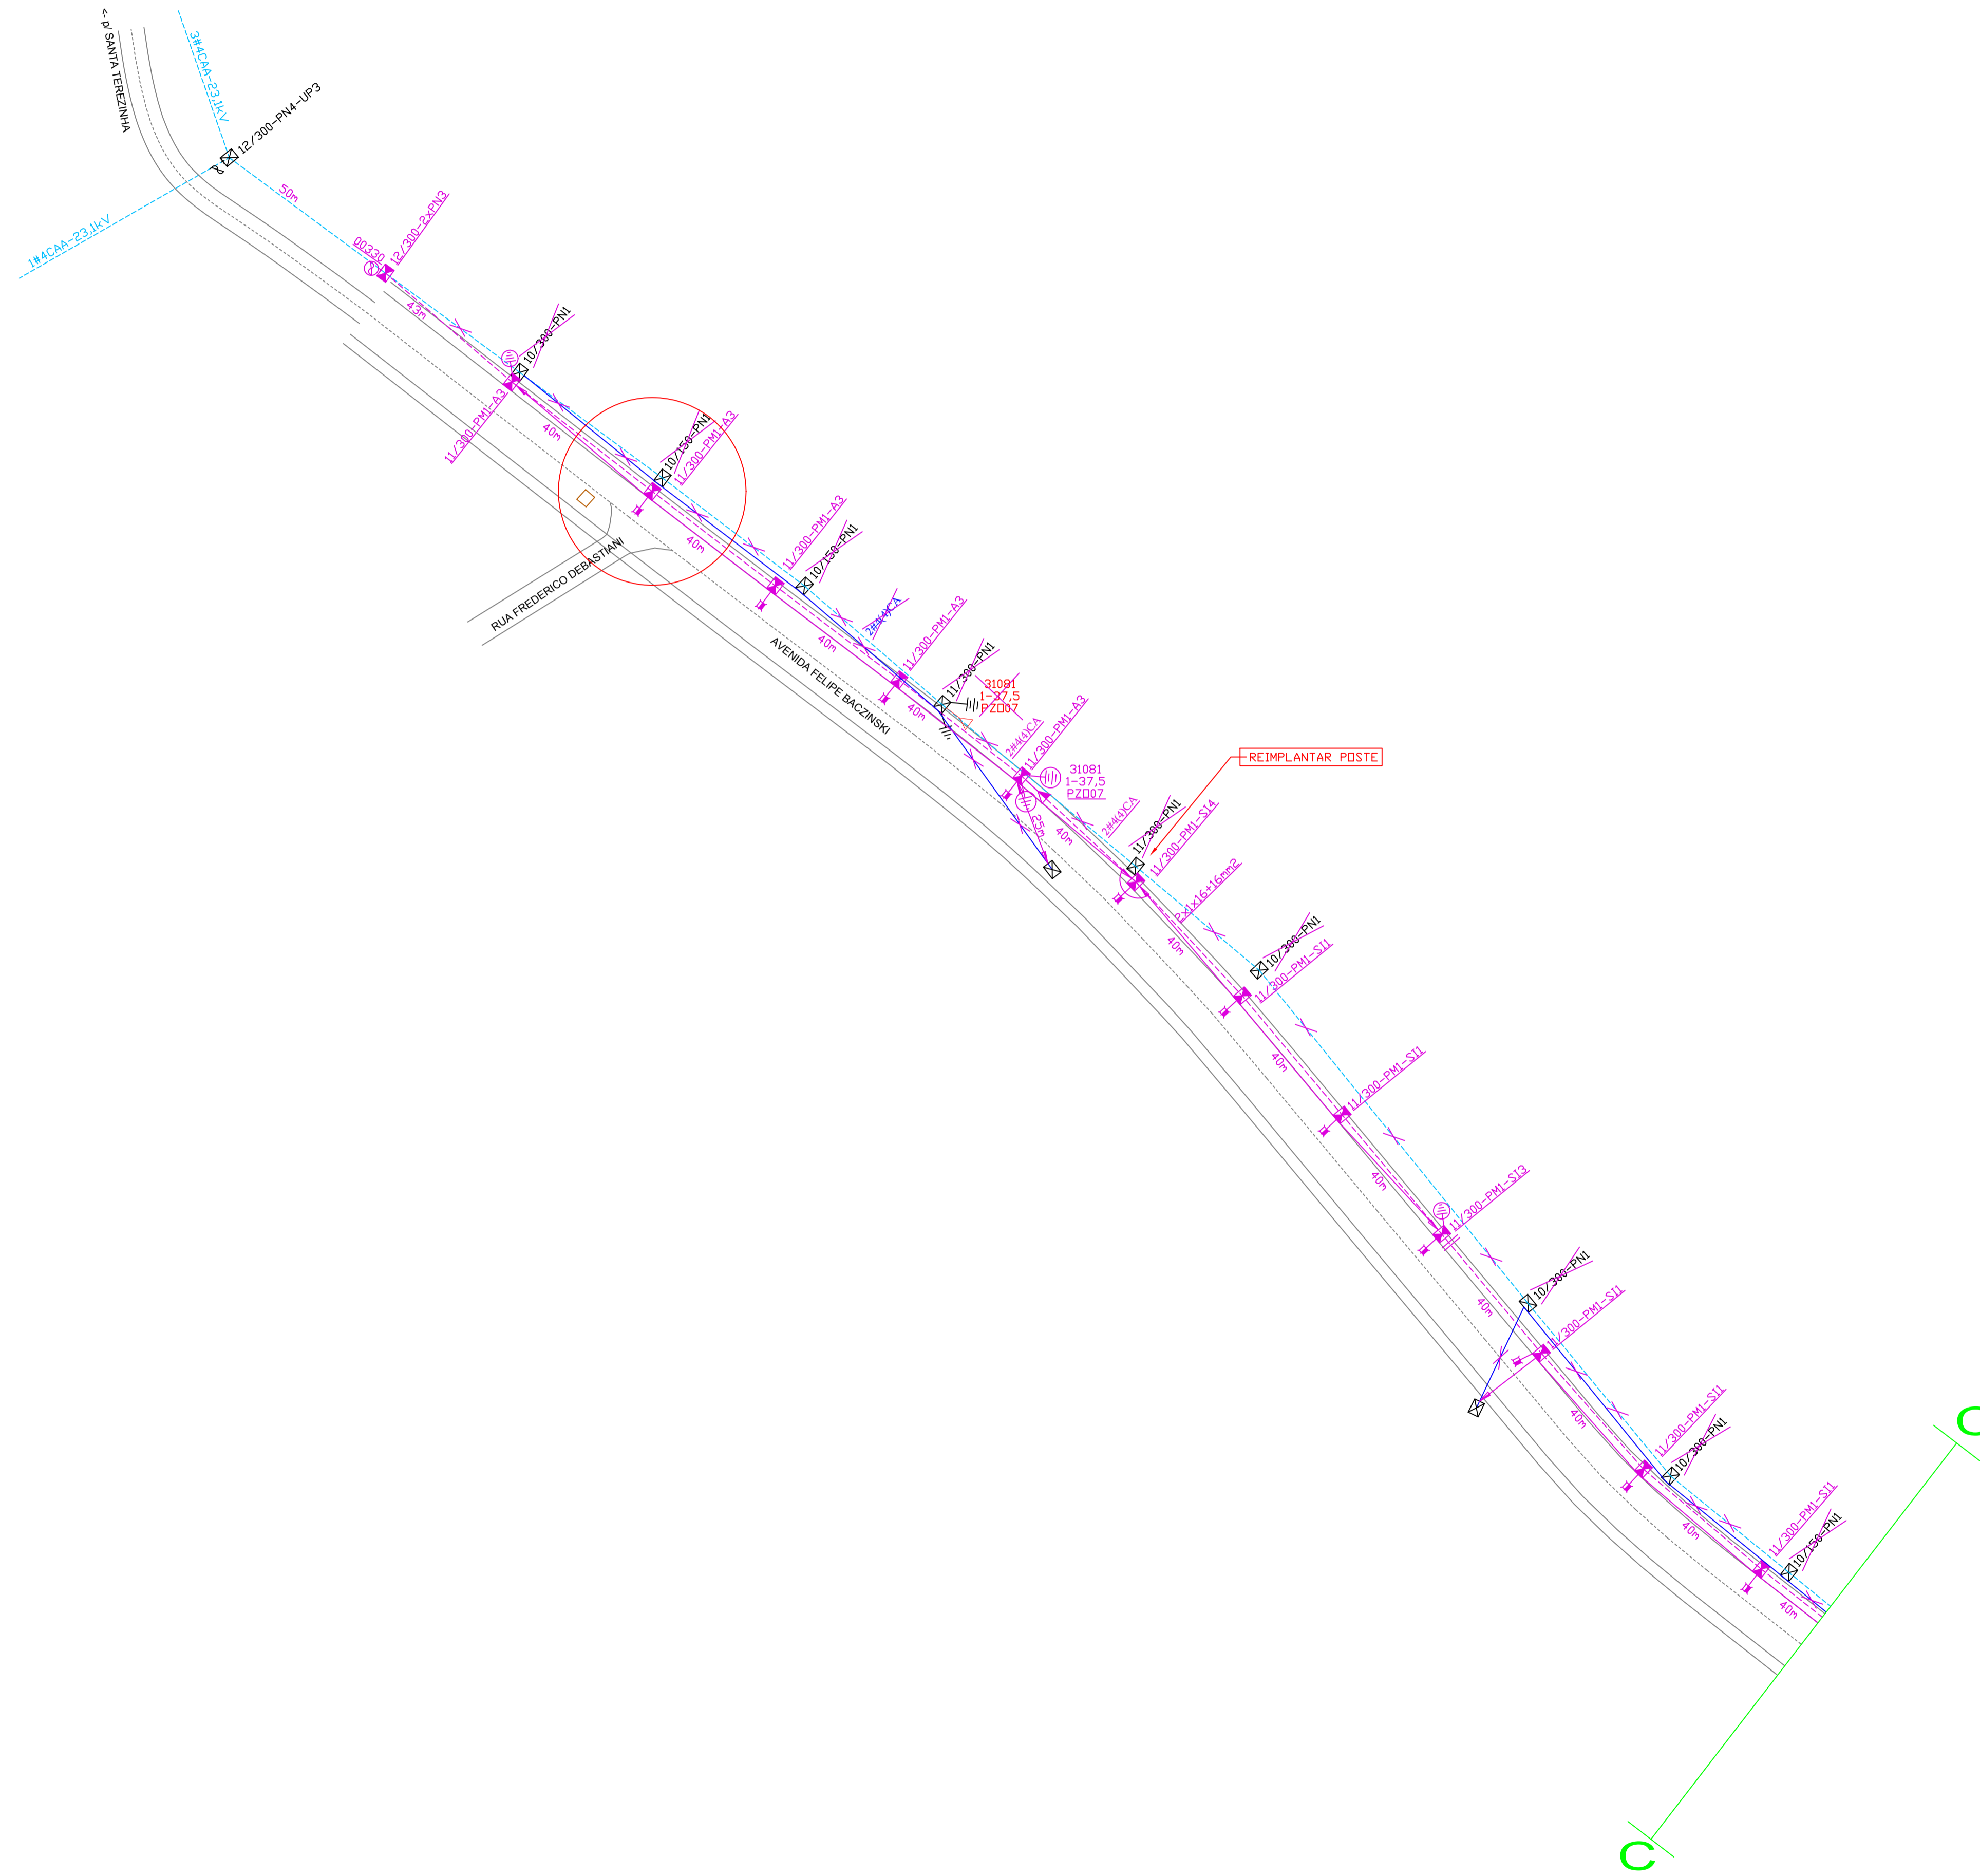 <- p/ SANTA TEREZINHA
3#4CAA-23,1kV
12/300-PN4-UP3
1#4CAA-23,1kV
50m
00330
12/300-2xPN3
43m
10/300-PN1
11/300-PM1-A3
40m
10/150-PN1
11/300-PM1-A3
40m
RUA FREDERICO DEBASTIANI
11/300-PM1-A3
10/150-PN1
2#4(4)CA
40m
AVENIDA FELIPE BACZINSKI
11/300-PM1-A3
11/300-PN1
40m
31081
1-37,5
PZ007
2#4(4)CA
11/300-PM1-A3
31081
1-37,5
PZ007
25m
40m
REIMPLANTAR POSTE
2#4(4)CA
11/300-PN1
11/300-PM1-SI4
2x1x16+16mm2
40m
10/300-PN1
11/300-PM1-SI1
40m
11/300-PM1-SI1
40m
11/300-PM1-SI3
40m
10/300-PN1
11/300-PM1-SI1
40m
11/300-PM1-SI1
10/300-PN1
40m
11/300-PM1-SI1
10/150-PN1
40m
C
C